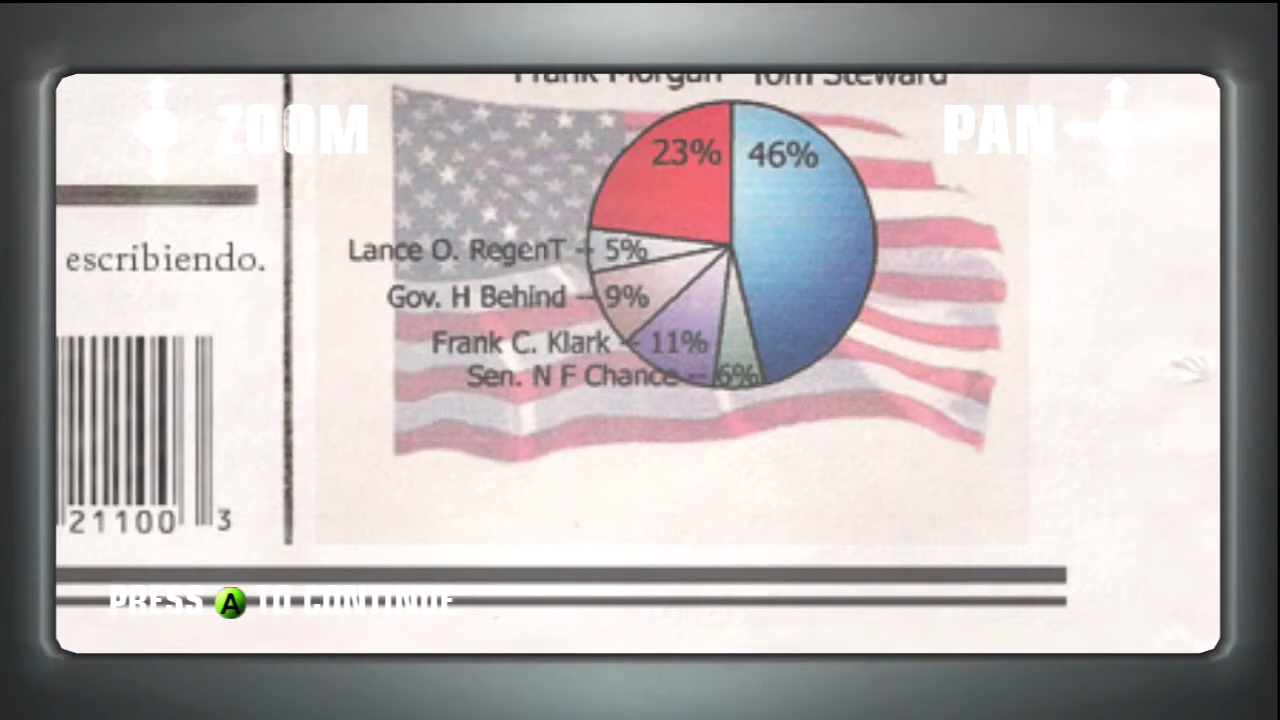 Frank Morgan Tom Steward
ZOOM
PAN
23% 46%
escribiendo.
Lance O. RegenT 5%
Gov. H Behind 9%
Frank C. Klark 11%
Sen. N F Chance 6%
21100 3
PRESS A TO CONTINUE